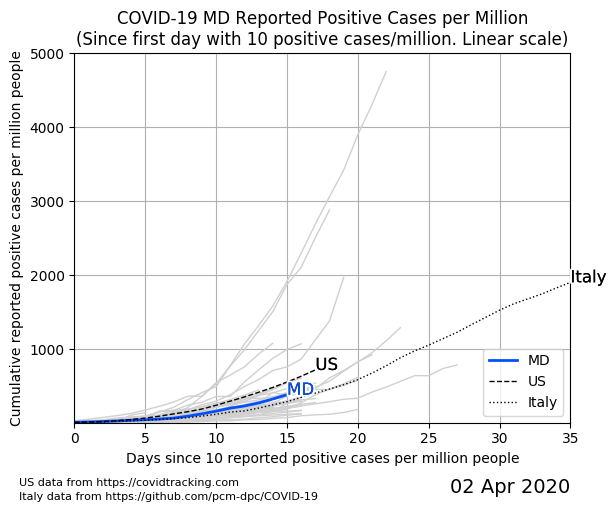 COVID-19 MD Reported Positive Cases per Million
(Since first day with 10 positive cases/million. Linear scale)
Cumulative reported positive cases per million people
5000
4000
3000
2000
1000
Italy
US
MD
MD
US
Italy
0 5 10 15 20 25 30 35
Days since 10 reported positive cases per million people
US data from https://covidtracking.com
Italy data from https://github.com/pcm-dpc/COVID-19
02 Apr 2020